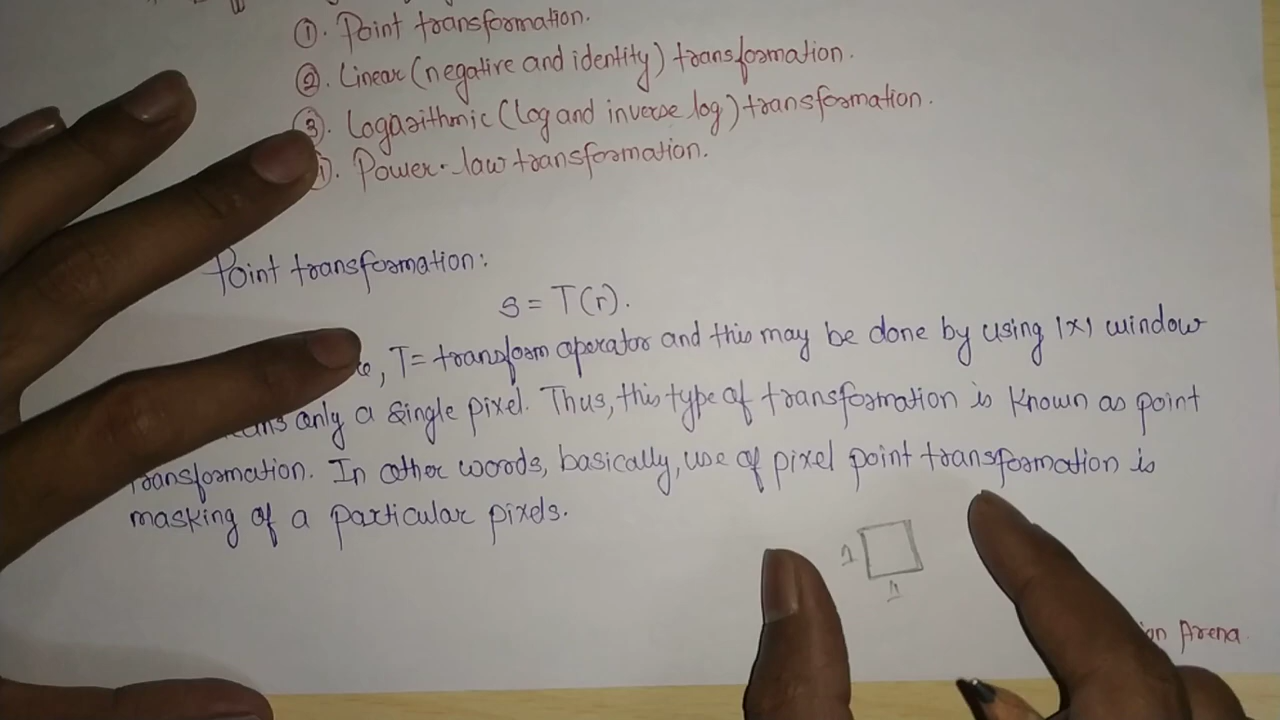 ①. Point transformation.
②. Linear (negative and identity) transformation.
③. Logarithmic (log and inverse log) transformation.
Power-law transformation.
Point transformation:
s = T(r).
, T = transform operator and this may be done by using 1x1 window
only a single pixel. Thus, this type of transformation is known as point
transformation. In other words, basically, use of pixel point transformation is
masking of a particular pixels.
1
1
Arena